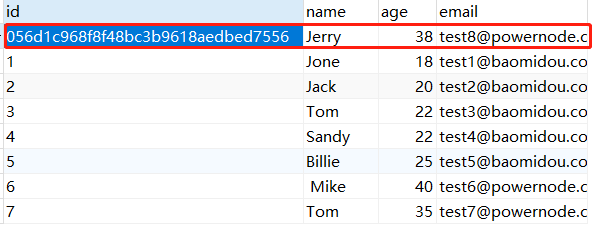 id name age email
056d1c968f8f48bc3b9618aedbed7556 Jerry 38 test8@powernode.c
1 Jone 18 test1@baomidou.co
2 Jack 20 test2@baomidou.co
3 Tom 22 test3@baomidou.co
4 Sandy 22 test4@baomidou.co
5 Billie 25 test5@baomidou.co
6 Mike 40 test6@powernode.c
7 Tom 35 test7@powernode.c